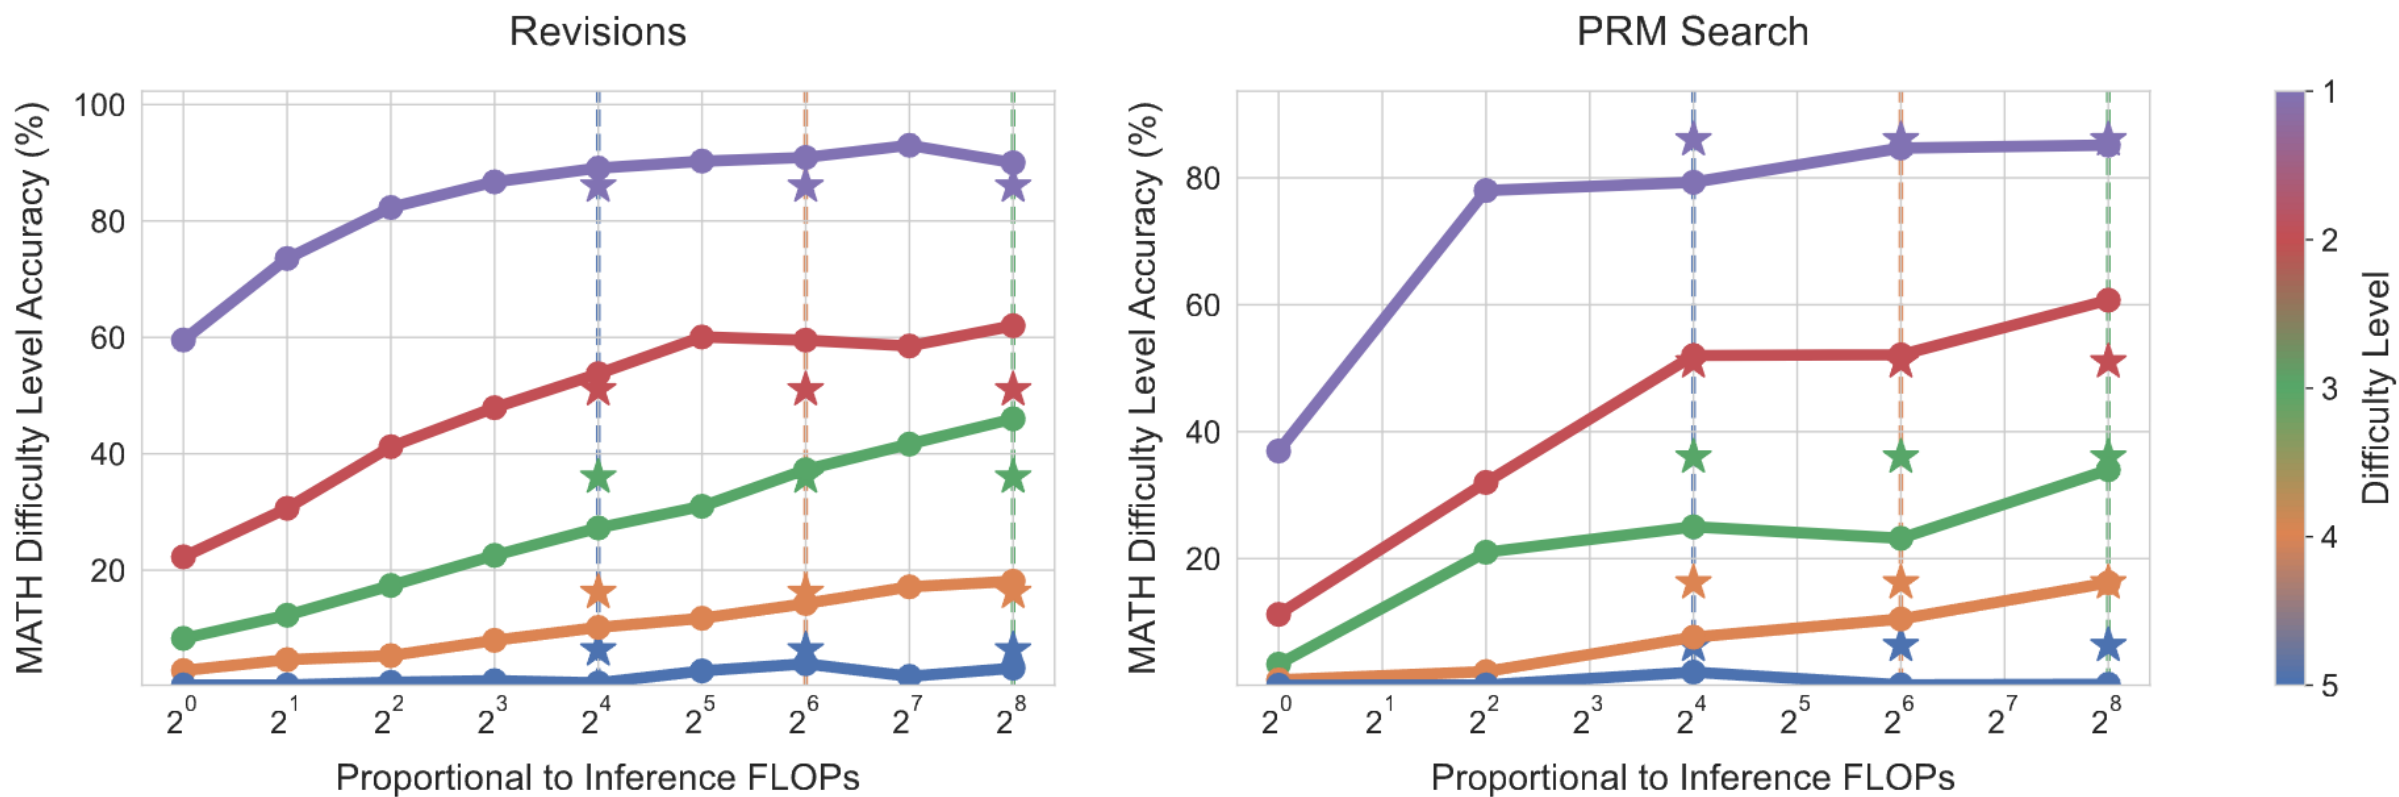 Revisions
MATH Difficulty Level Accuracy (%)
100
80
60
40
20
2^0 2^1 2^2 2^3 2^4 2^5 2^6 2^7 2^8
Proportional to Inference FLOPs
PRM Search
MATH Difficulty Level Accuracy (%)
80
60
40
20
2^0 2^1 2^2 2^3 2^4 2^5 2^6 2^7 2^8
Proportional to Inference FLOPs
1
2
3
4
5
Difficulty Level